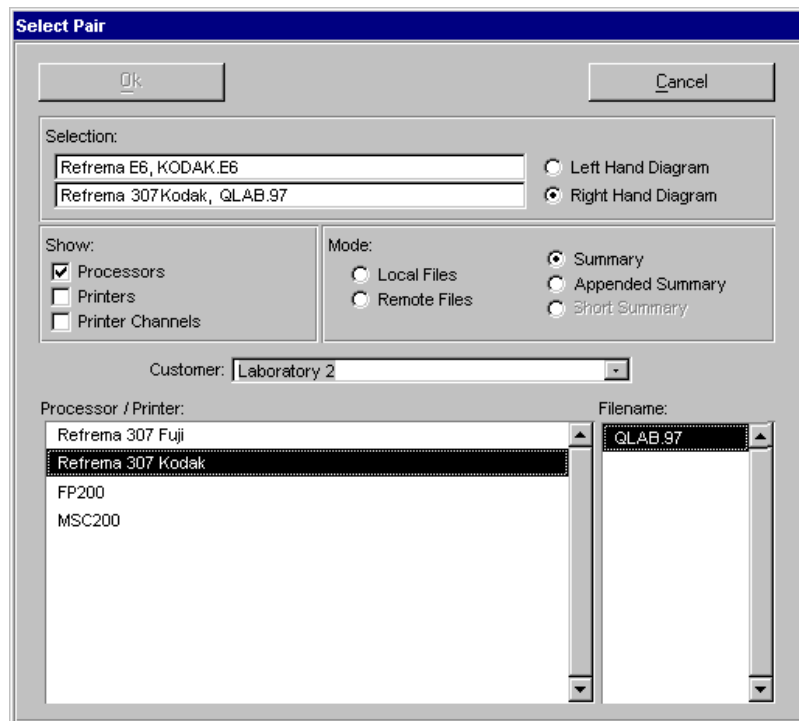 Select Pair
Ok
Cancel
Selection:
Refrema E6, KODAK.E6
Left Hand Diagram
Refrema 307 Kodak, QLAB.97
Right Hand Diagram
Show:
Processors
Printers
Printer Channels
Mode:
Local Files
Remote Files
Summary
Appended Summary
Short Summary
Customer: Laboratory 2
Processor / Printer:
Refrema 307 Fuji
Refrema 307 Kodak
FP200
MSC200
Filename:
QLAB.97